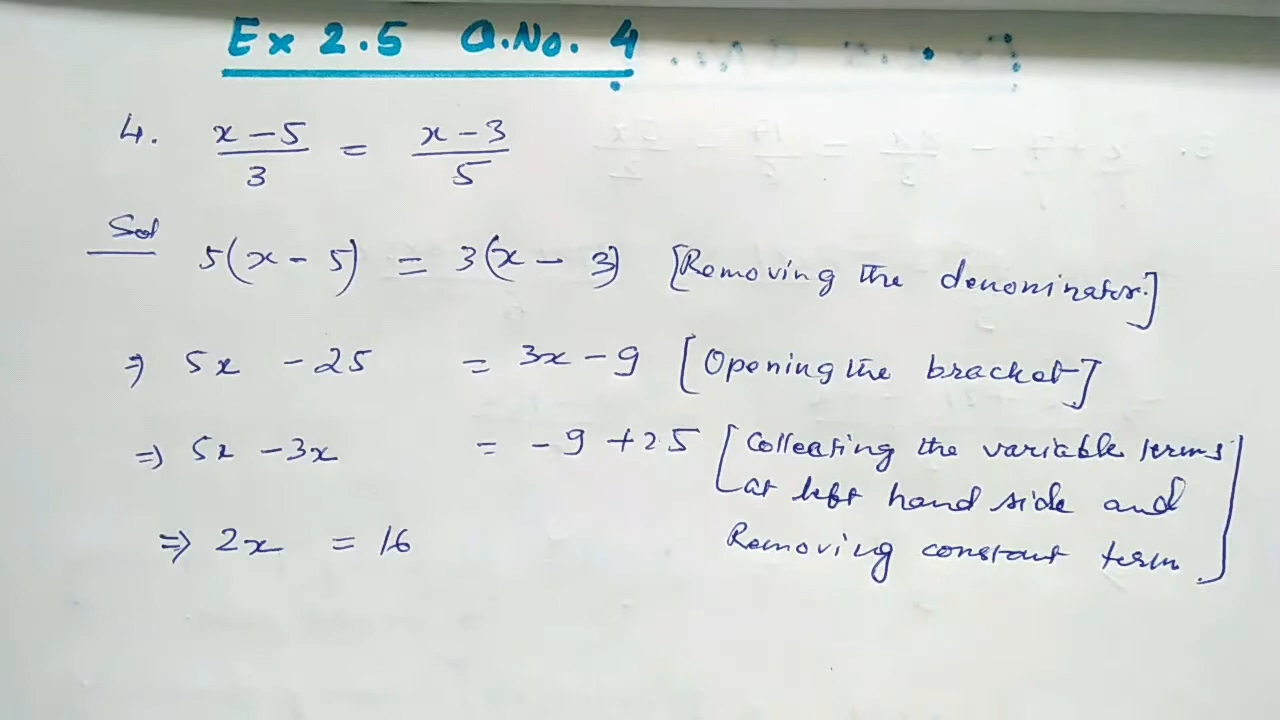 Ex 2.5 Q.No. 4
4. x-5/3 = x-3/5
Sol
5(x-5) = 3(x-3) [Removing the denominator.]
⇒ 5x -25 = 3x-9 [Opening the bracket]
⇒ 5x -3x = -9 +25 [Collecting the variable terms
at left hand side and
⇒ 2x = 16 Removing constant term.]